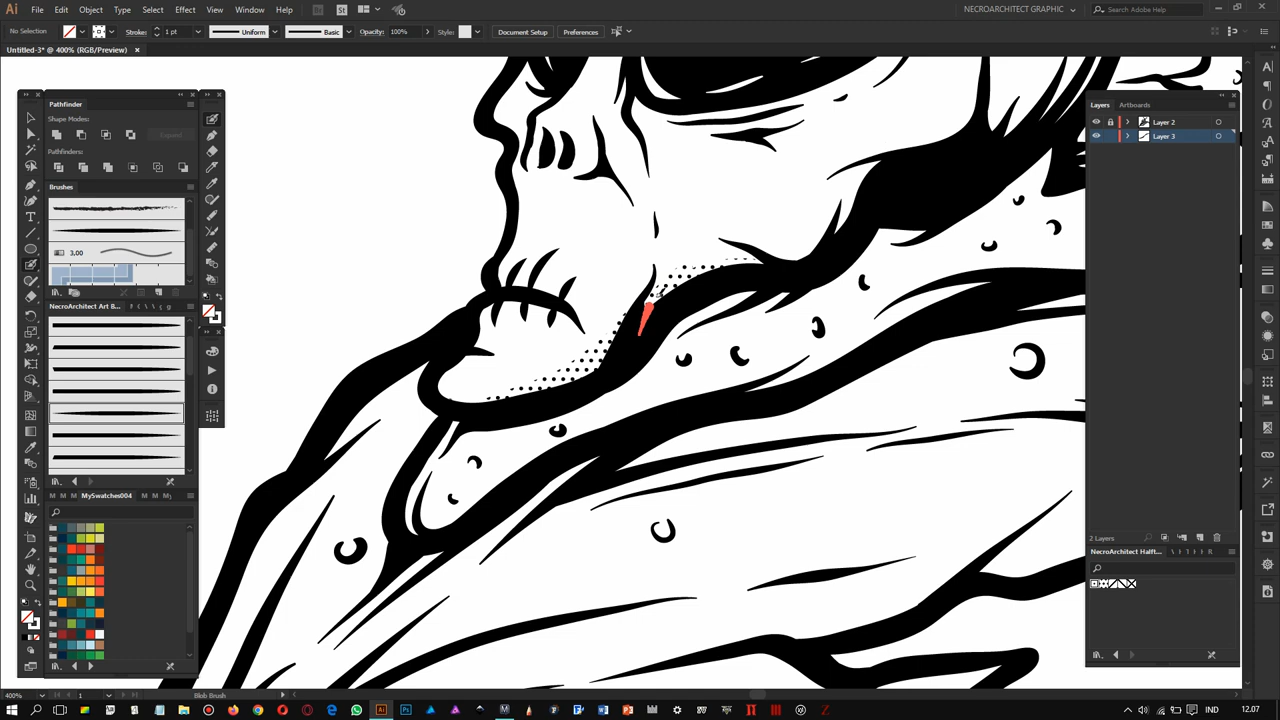 Ai File Edit Object Type Select Effect View Window Help Br St NECROARCHITECT GRAPHIC Search Adobe Help
No Selection Stroke: 1 pt Uniform Basic Opacity: 100% Style: Document Setup Preferences
Untitled-3* @ 400% (RGB/Preview)
Pathfinder
Shape Modes:
Expand
Pathfinders:
Brushes
3,00
NecroArchitect Art B...
MySwatches004
Layers Artboards
Layer 2
Layer 3
2 Layers
NecroArchitect Halft...
400% 1 Blob Brush
IND 12.07